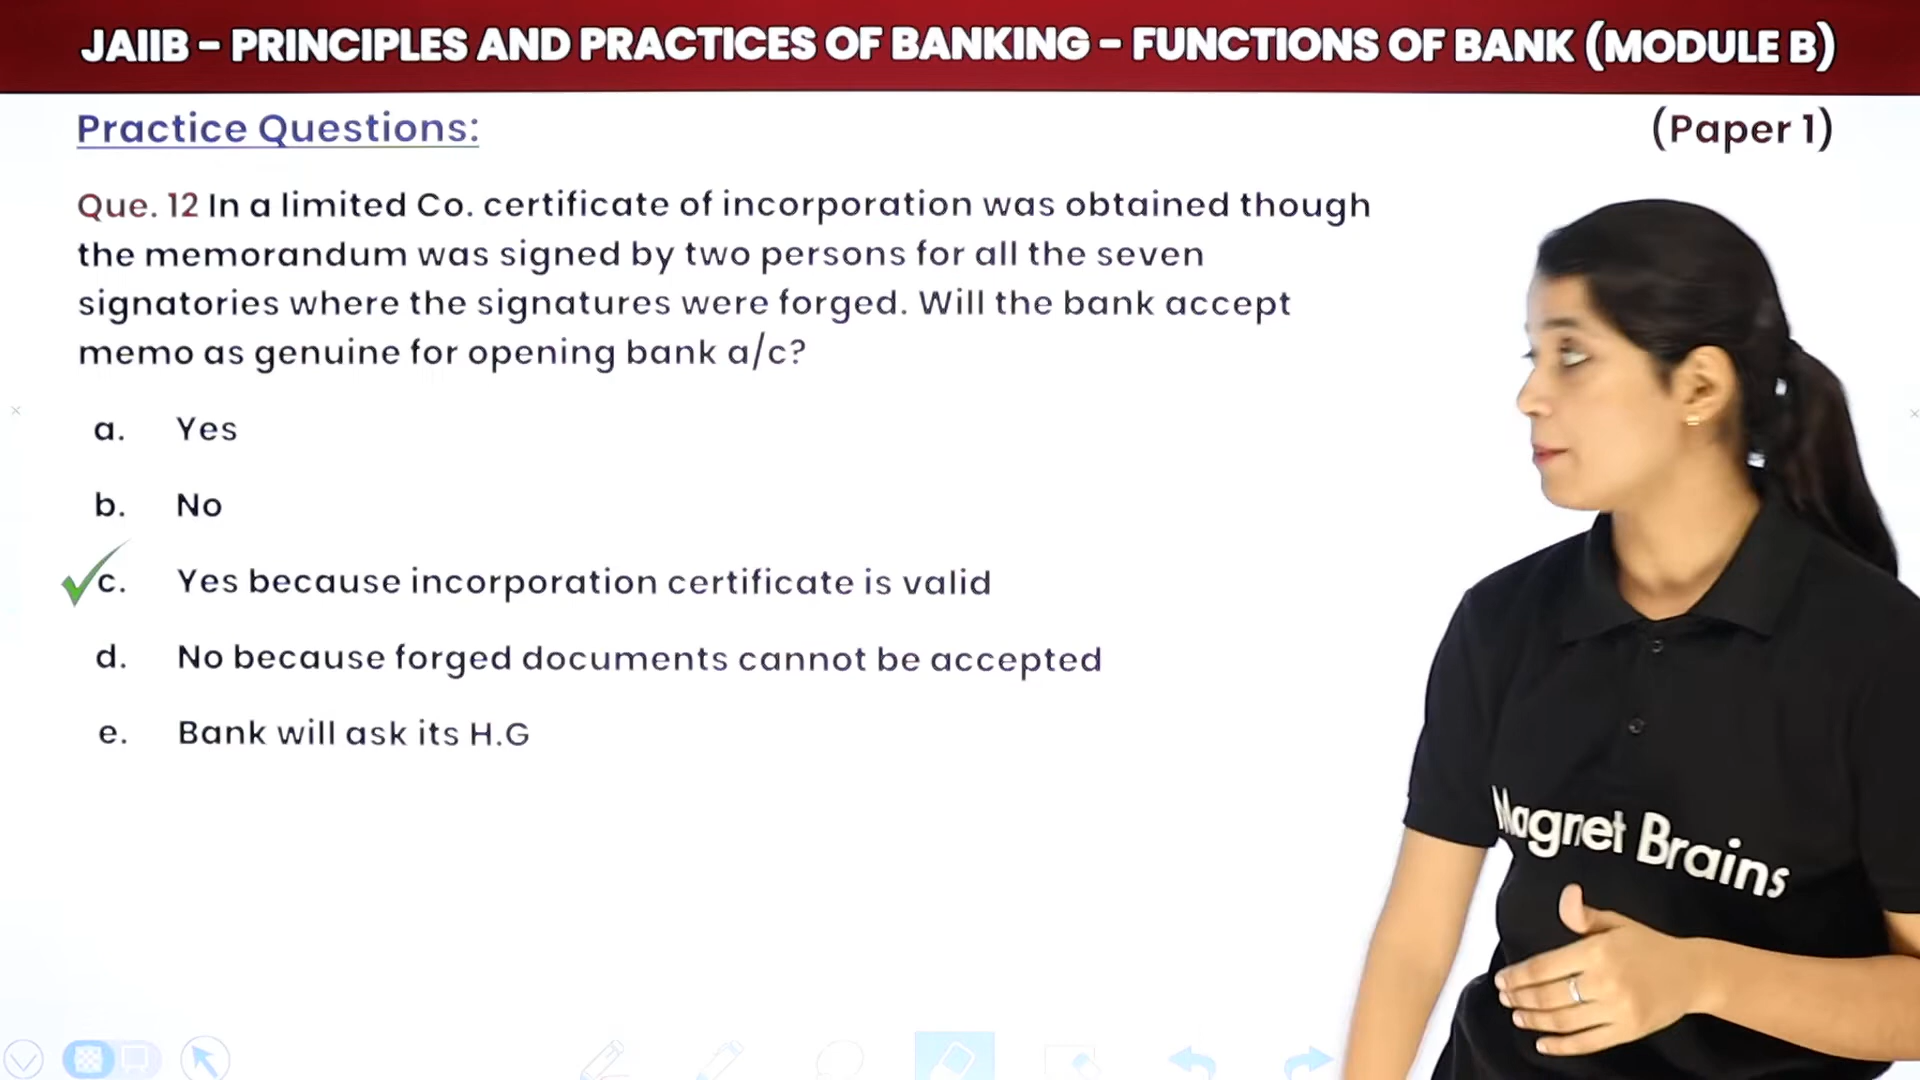 JAIIB - PRINCIPLES AND PRACTICES OF BANKING - FUNCTIONS OF BANK (MODULE B)
Practice Questions:
(Paper 1)
Que. 12 In a limited Co. certificate of incorporation was obtained though
the memorandum was signed by two persons for all the seven
signatories where the signatures were forged. Will the bank accept
memo as genuine for opening bank a/c?
a. Yes
b. No
c. Yes because incorporation certificate is valid
d. No because forged documents cannot be accepted
e. Bank will ask its H.G
Magnet Brains